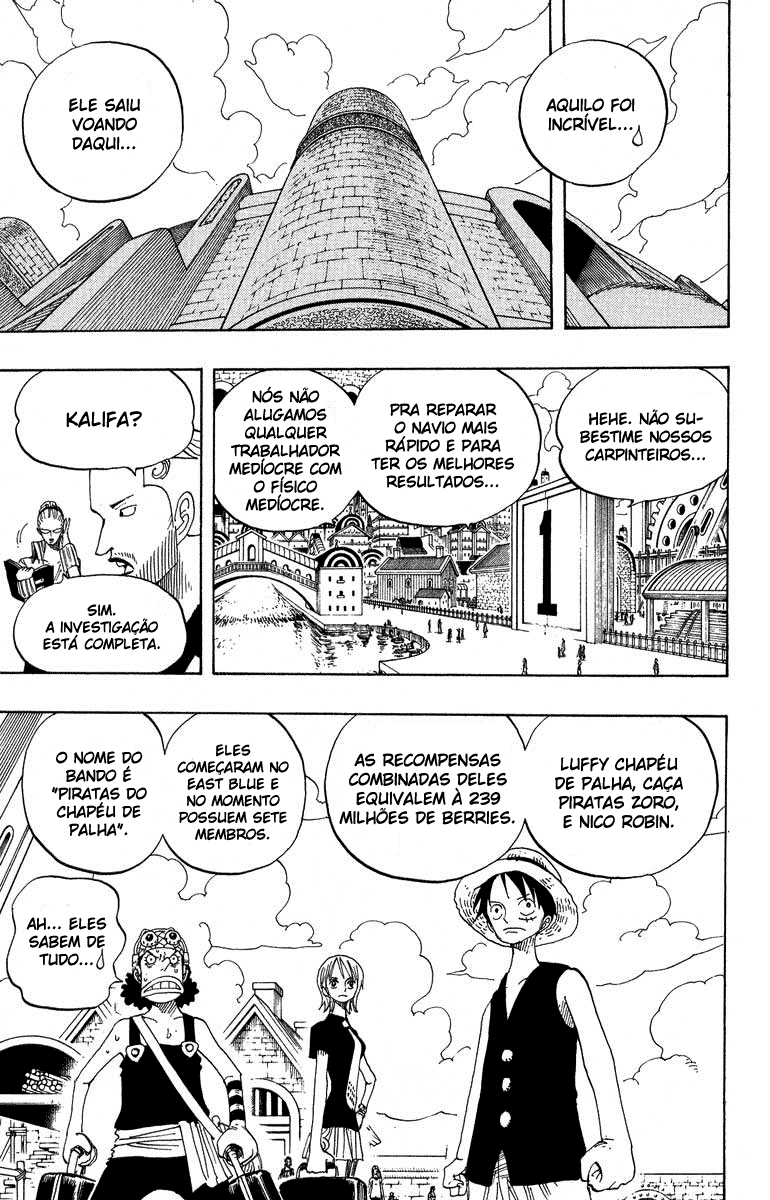 AQUILO FOI
INCRÍVEL...
ELE SAIU
VOANDO
DAQUI...
HEHE. NÃO SU-
BESTIME NOSSOS
CARPINTEIROS...
PRA REPARAR
O NAVIO MAIS
RÁPIDO E PARA
TER OS MELHORES
RESULTADOS...
NÓS NÃO
ALUGAMOS
QUALQUER
TRABALHADOR
MEDÍOCRE COM
O FÍSICO
MEDÍOCRE.
1
KALIFA?
SIM.
A INVESTIGAÇÃO
ESTÁ COMPLETA.
LUFFY CHAPÉU
DE PALHA, CAÇA
PIRATAS ZORO,
E NICO ROBIN.
AS RECOMPENSAS
COMBINADAS DELES
EQUIVALEM À 239
MILHÕES DE BERRIES.
ELES
COMEÇARAM NO
EAST BLUE E
NO MOMENTO
POSSUEM SETE
MEMBROS.
O NOME DO
BANDO É
"PIRATAS DO
CHAPÉU DE
PALHA".
AH... ELES
SABEM DE
TUDO...